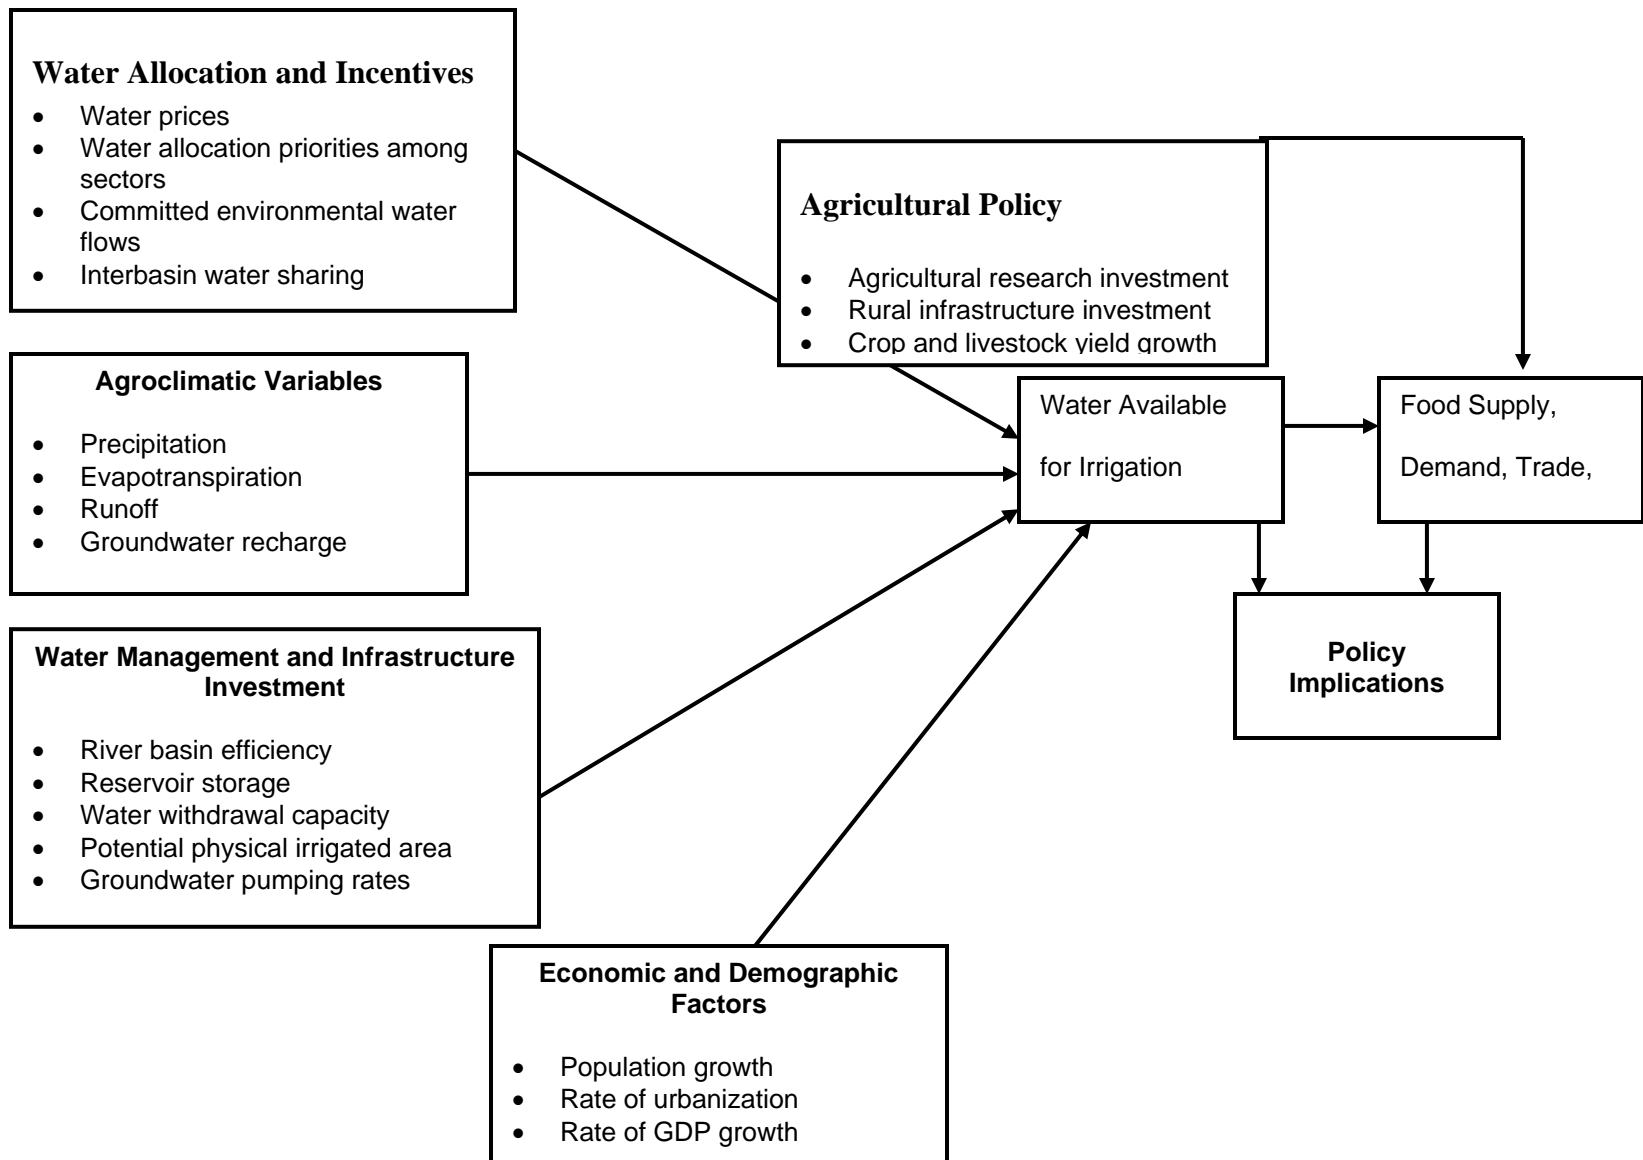 Water Allocation and Incentives
• Water prices
• Water allocation priorities among
sectors
• Committed environmental water
flows
• Interbasin water sharing
Agricultural Policy
• Agricultural research investment
• Rural infrastructure investment
• Crop and livestock yield growth
Agroclimatic Variables
• Precipitation
• Evapotranspiration
• Runoff
• Groundwater recharge
Water Available
for Irrigation
Food Supply,
Demand, Trade,
Water Management and Infrastructure
Investment
• River basin efficiency
• Reservoir storage
• Water withdrawal capacity
• Potential physical irrigated area
• Groundwater pumping rates
Policy
Implications
Economic and Demographic
Factors
• Population growth
• Rate of urbanization
• Rate of GDP growth